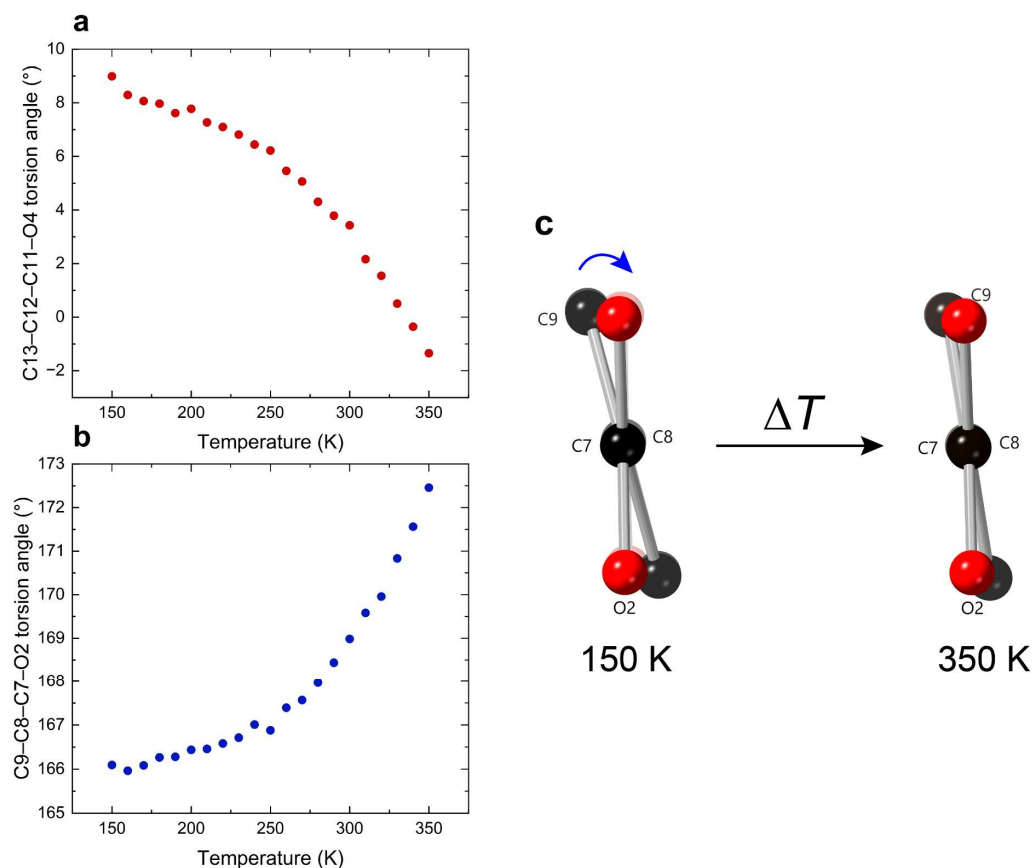 a
10
8
6
4
2
0
−2
C13–C12–C11–O4 torsion angle (°)
150 200 250 300 350
Temperature (K)
b
173
172
171
170
169
168
167
166
165
C9–C8–C7–O2 torsion angle (°)
150 200 250 300 350
Temperature (K)
c
C9
C7 C8
O2
150 K
ΔT
C9
C7 C8
O2
350 K